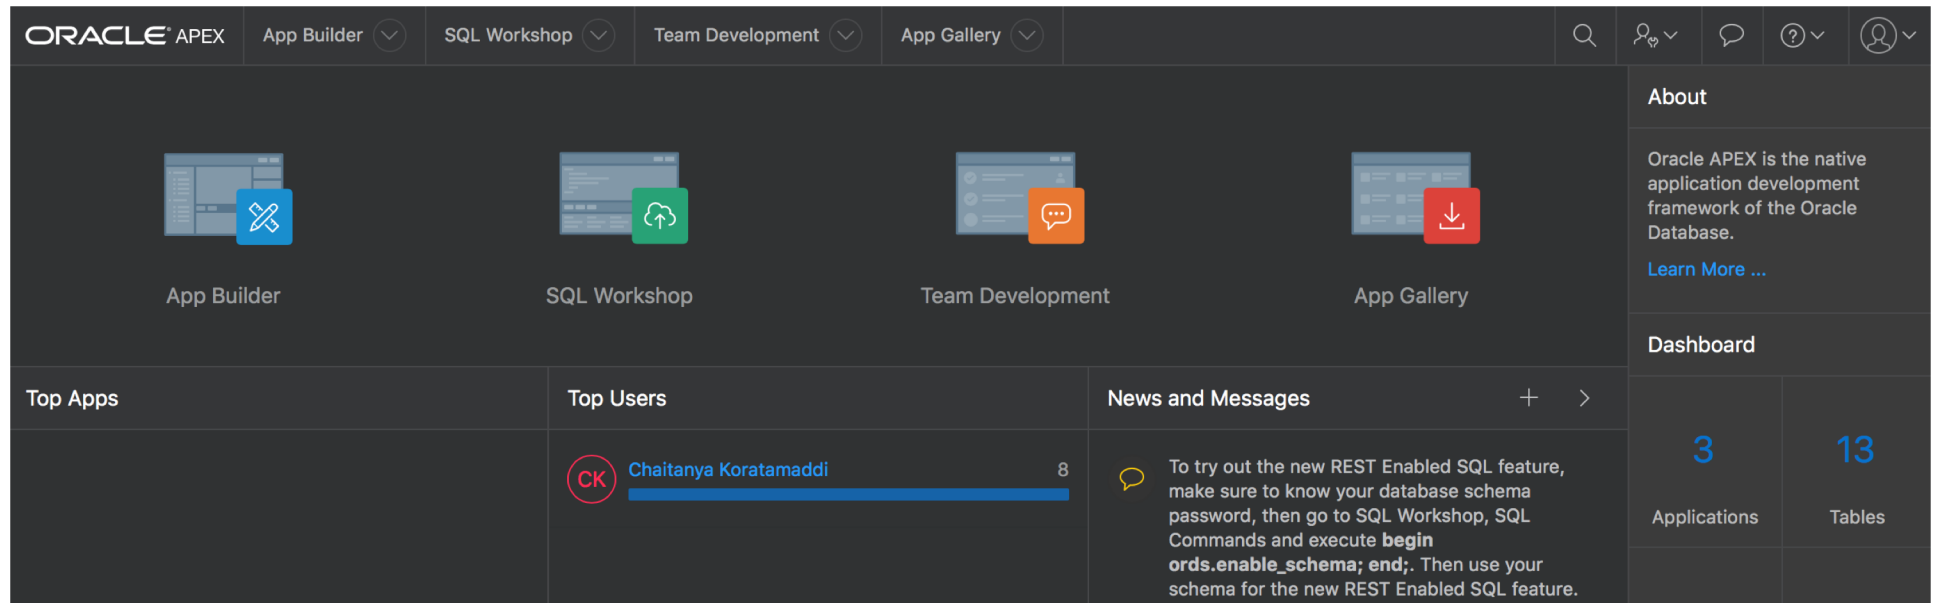 ORACLE APEX App Builder SQL Workshop Team Development App Gallery
App Builder SQL Workshop Team Development App Gallery
About
Oracle APEX is the native
application development
framework of the Oracle
Database.
Learn More ...
Top Apps
Top Users
CK Chaitanya Koratamaddi 8
News and Messages
To try out the new REST Enabled SQL feature,
make sure to know your database schema
password, then go to SQL Workshop, SQL
Commands and execute begin
ords.enable_schema; end;. Then use your
schema for the new REST Enabled SQL feature.
Dashboard
3 13
Applications Tables